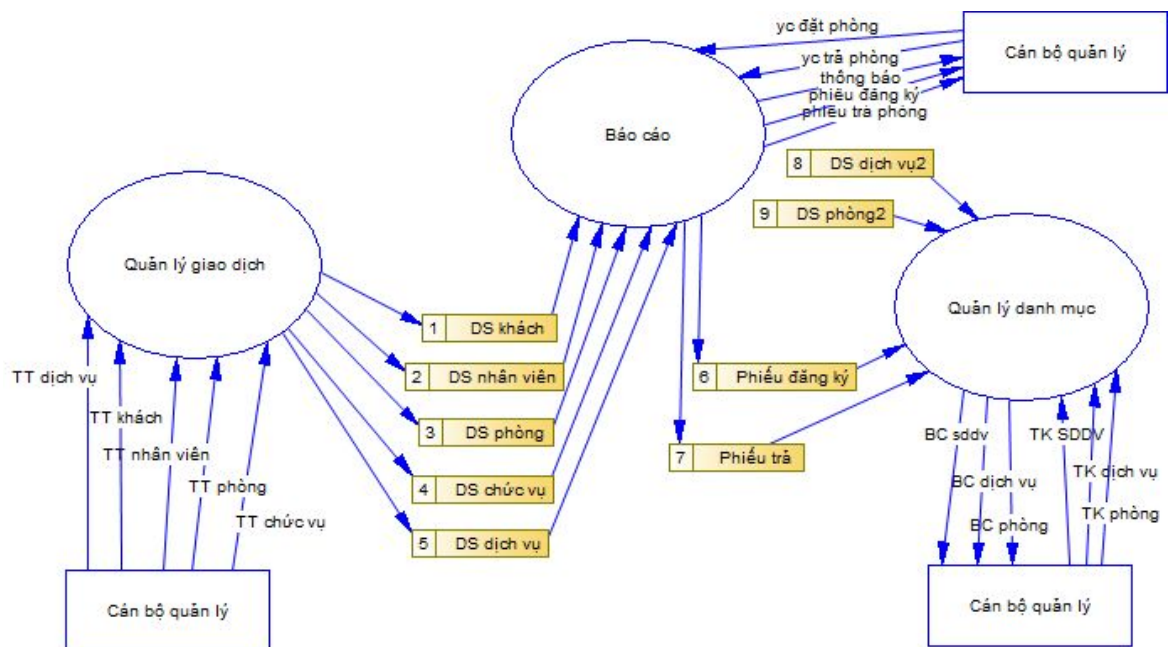 yc đặt phòng
Cán bộ quản lý
yc trả phòng
thông báo
phiếu đăng ký
phiếu trả phòng
Báo cáo
8 DS dịch vụ2
9 DS phòng2
Quản lý giao dịch
Quản lý danh mục
1 DS khách
2 DS nhân viên
3 DS phòng
4 DS chức vụ
5 DS dịch vụ
6 Phiếu đăng ký
7 Phiếu trả
TT dịch vụ
TT khách
TT nhân viên
TT phòng
TT chức vụ
BC sddv
BC dịch vụ
BC phòng
TK SDDV
TK dịch vụ
TK phòng
Cán bộ quản lý
Cán bộ quản lý